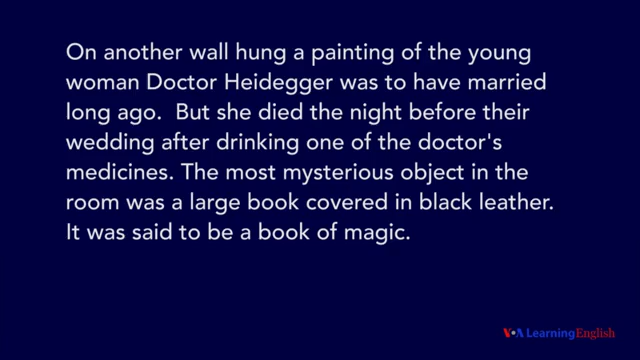 On another wall hung a painting of the young
woman Doctor Heidegger was to have married
long ago.  But she died the night before their
wedding after drinking one of the doctor's
medicines. The most mysterious object in the
room was a large book covered in black leather.
It was said to be a book of magic.
VOA Learning English